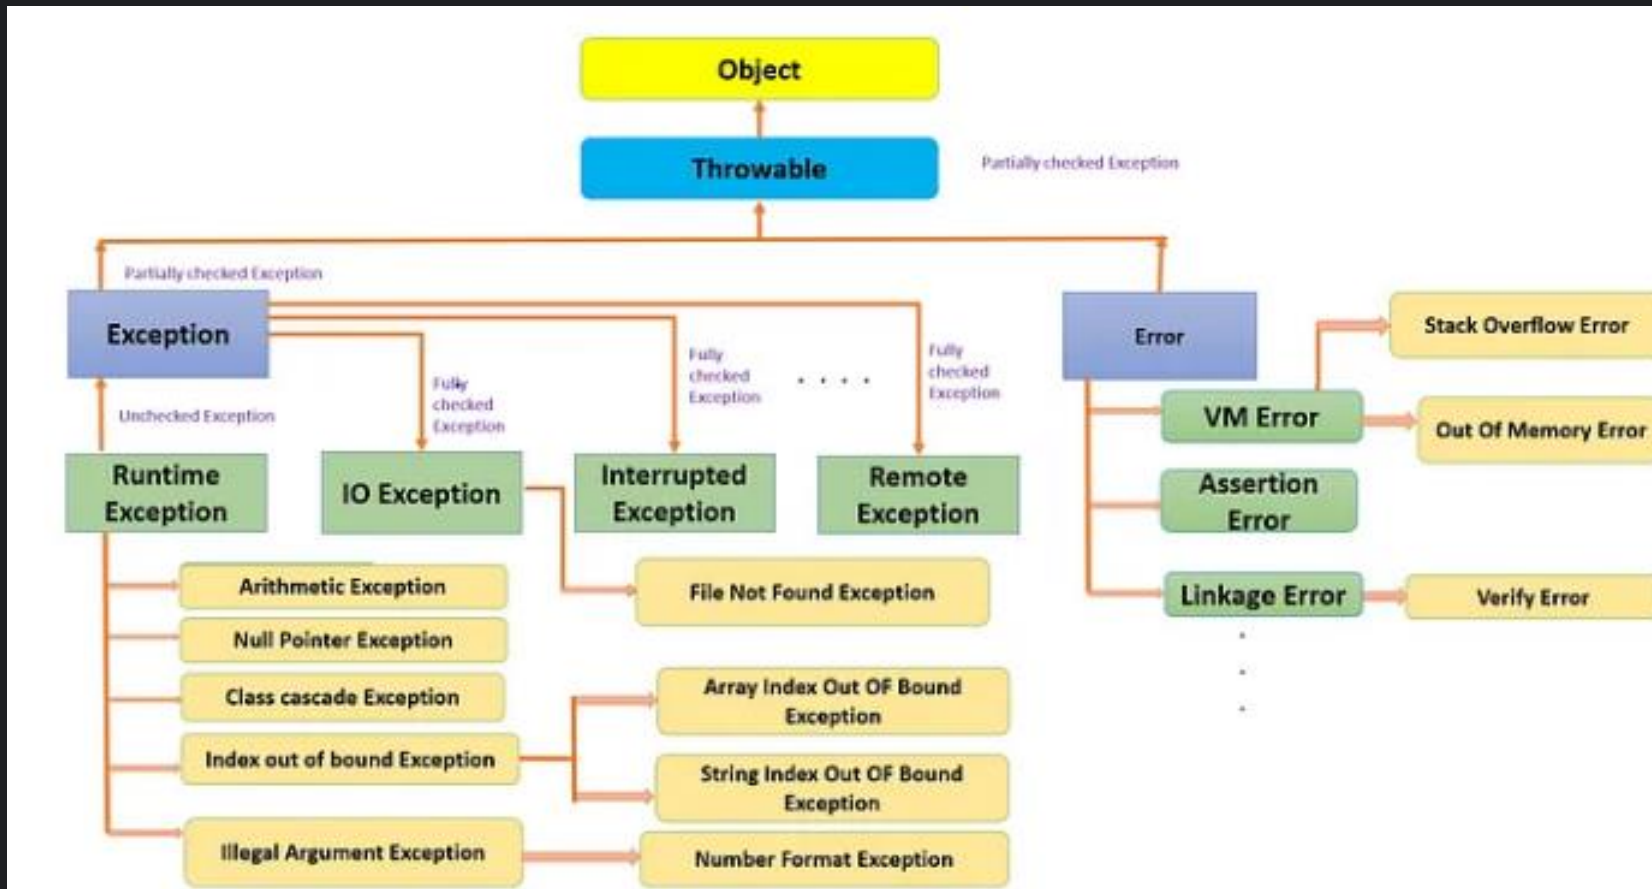 Object
Throwable
Partially checked Exception
Partially checked Exception
Exception
Error
Stack Overflow Error
Fully
checked
Exception
Fully
checked
Exception
. . . .
Fully
checked
Exception
Unchecked Exception
VM Error
Out Of Memory Error
Runtime
Exception
IO Exception
Interrupted
Exception
Remote
Exception
Assertion
Error
Arithmetic Exception
File Not Found Exception
Linkage Error
Verify Error
.
.
.
Null Pointer Exception
Class cascade Exception
Array Index Out OF Bound
Exception
Index out of bound Exception
String Index Out OF Bound
Exception
Illegal Argument Exception
Number Format Exception